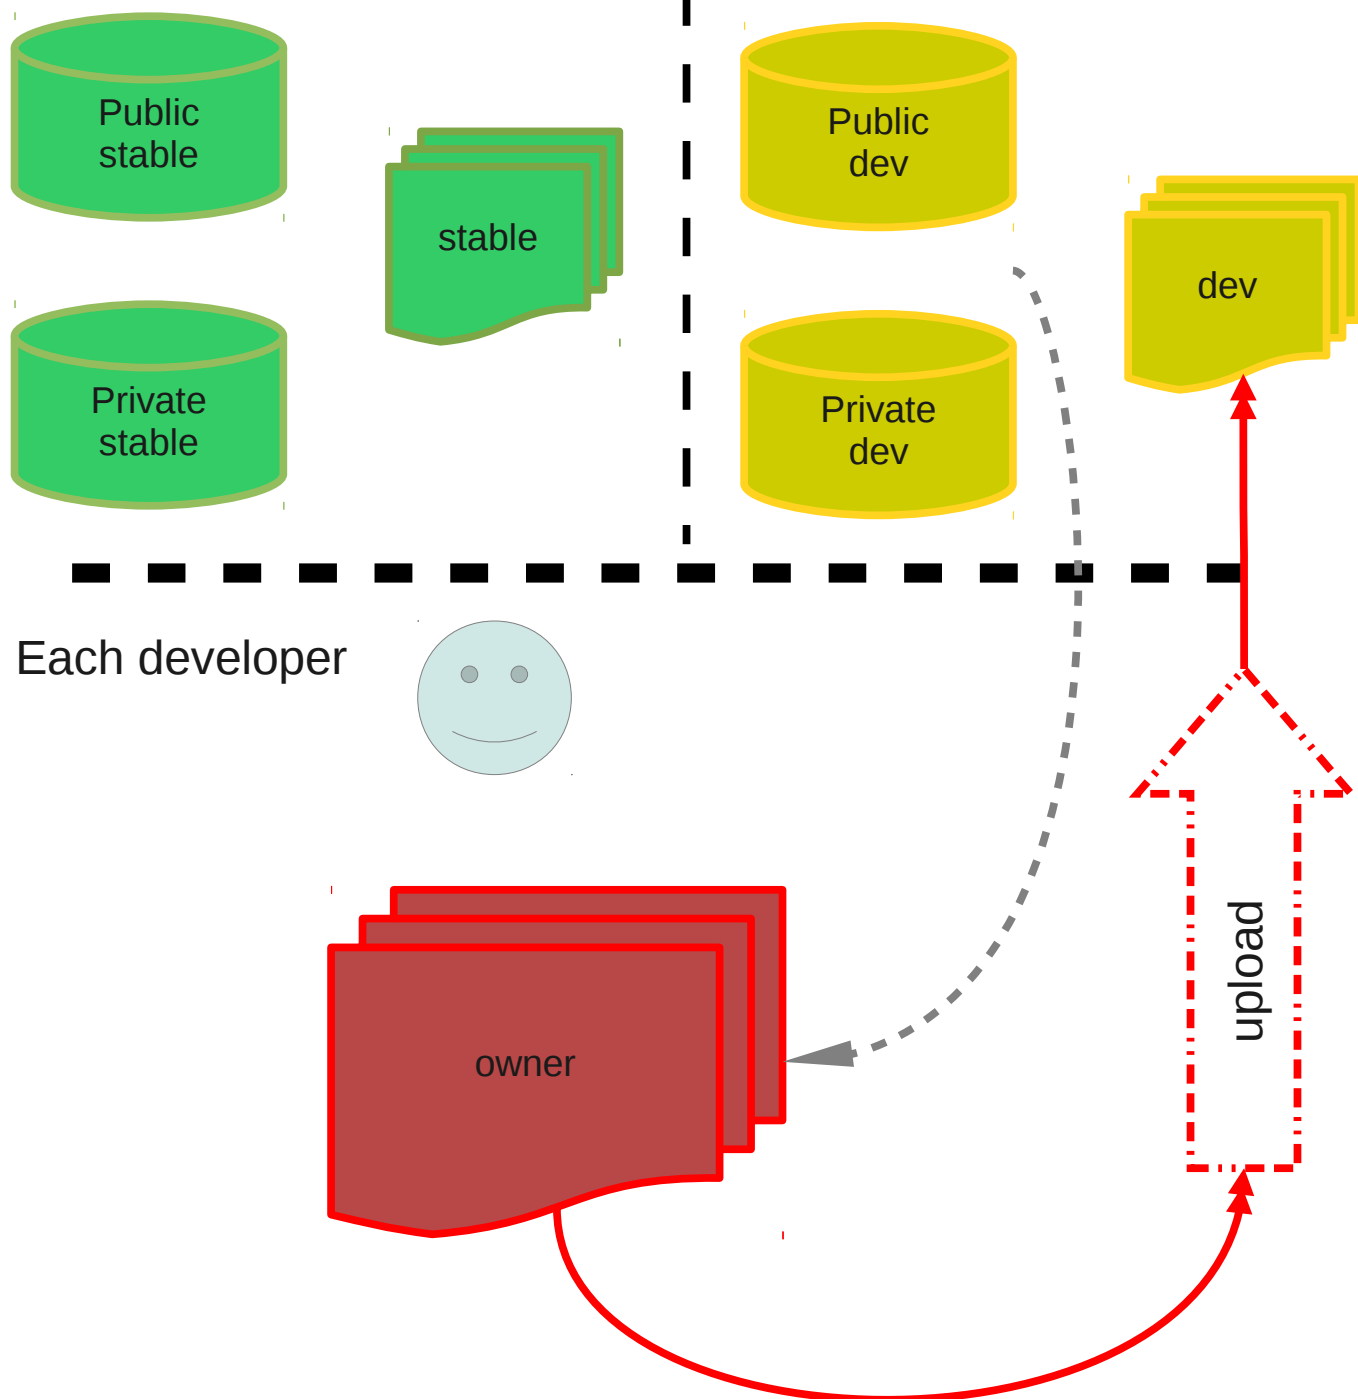 Public
stable
Public
dev
stable
dev
Private
stable
Private
dev
Each developer
upload
owner